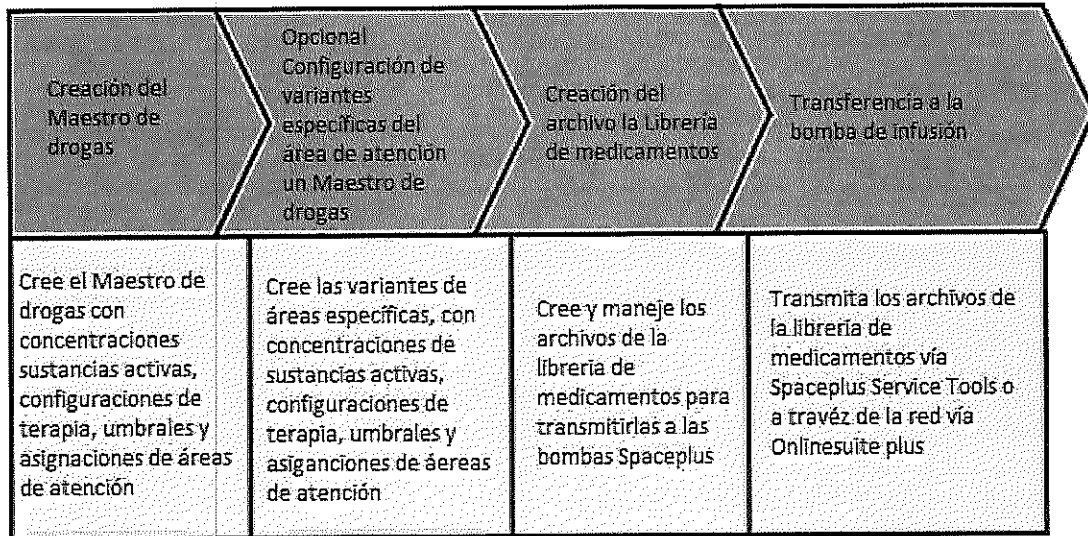 Creación del
Maestro de
drogas
Opcional
Configuración de
variantes
específicas del
área de atención
un Maestro de
drogas
Creación del
archivo la Librería
de medicamentos
Transferencia a la
bomba de infusión
Cree el Maestro de
drogas con
concentraciones
sustancias activas,
configuraciones de
terapia, umbrales y
asignaciones de áreas
de atención
Cree las variantes de
áreas específicas, con
concentraciones de
sustancias activas,
configuraciones de
terapia, umbrales y
asiganciones de áereas
de atención
Cree y maneje los
archivos de la
librería de
medicamentos para
transmitirlas a las
bombas Spaceplus
Transmita los archivos de
la librería de
medicamentos vía
Spaceplus Service Tools o
a travéz de la red vía
Onlinesuite plus